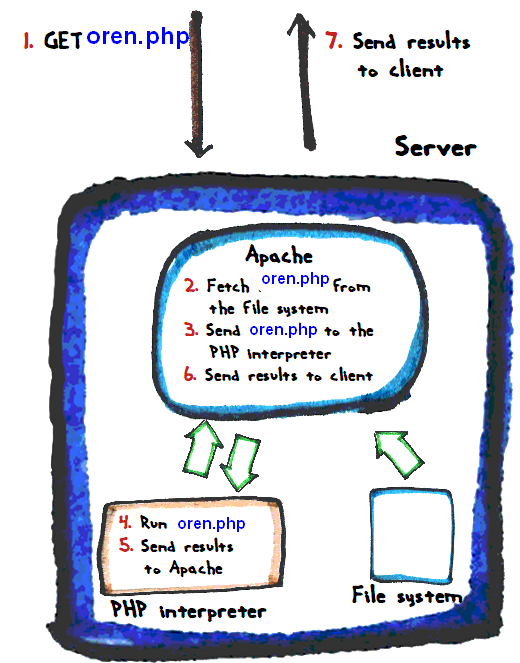 1. GET oren.php
7. Send results
to client
Server
Apache
2. Fetch oren.php from
the file system
3. Send oren.php to the
PHP interpreter
6. Send results to client
4. Run oren.php
5. Send results
to Apache
PHP interpreter
File system